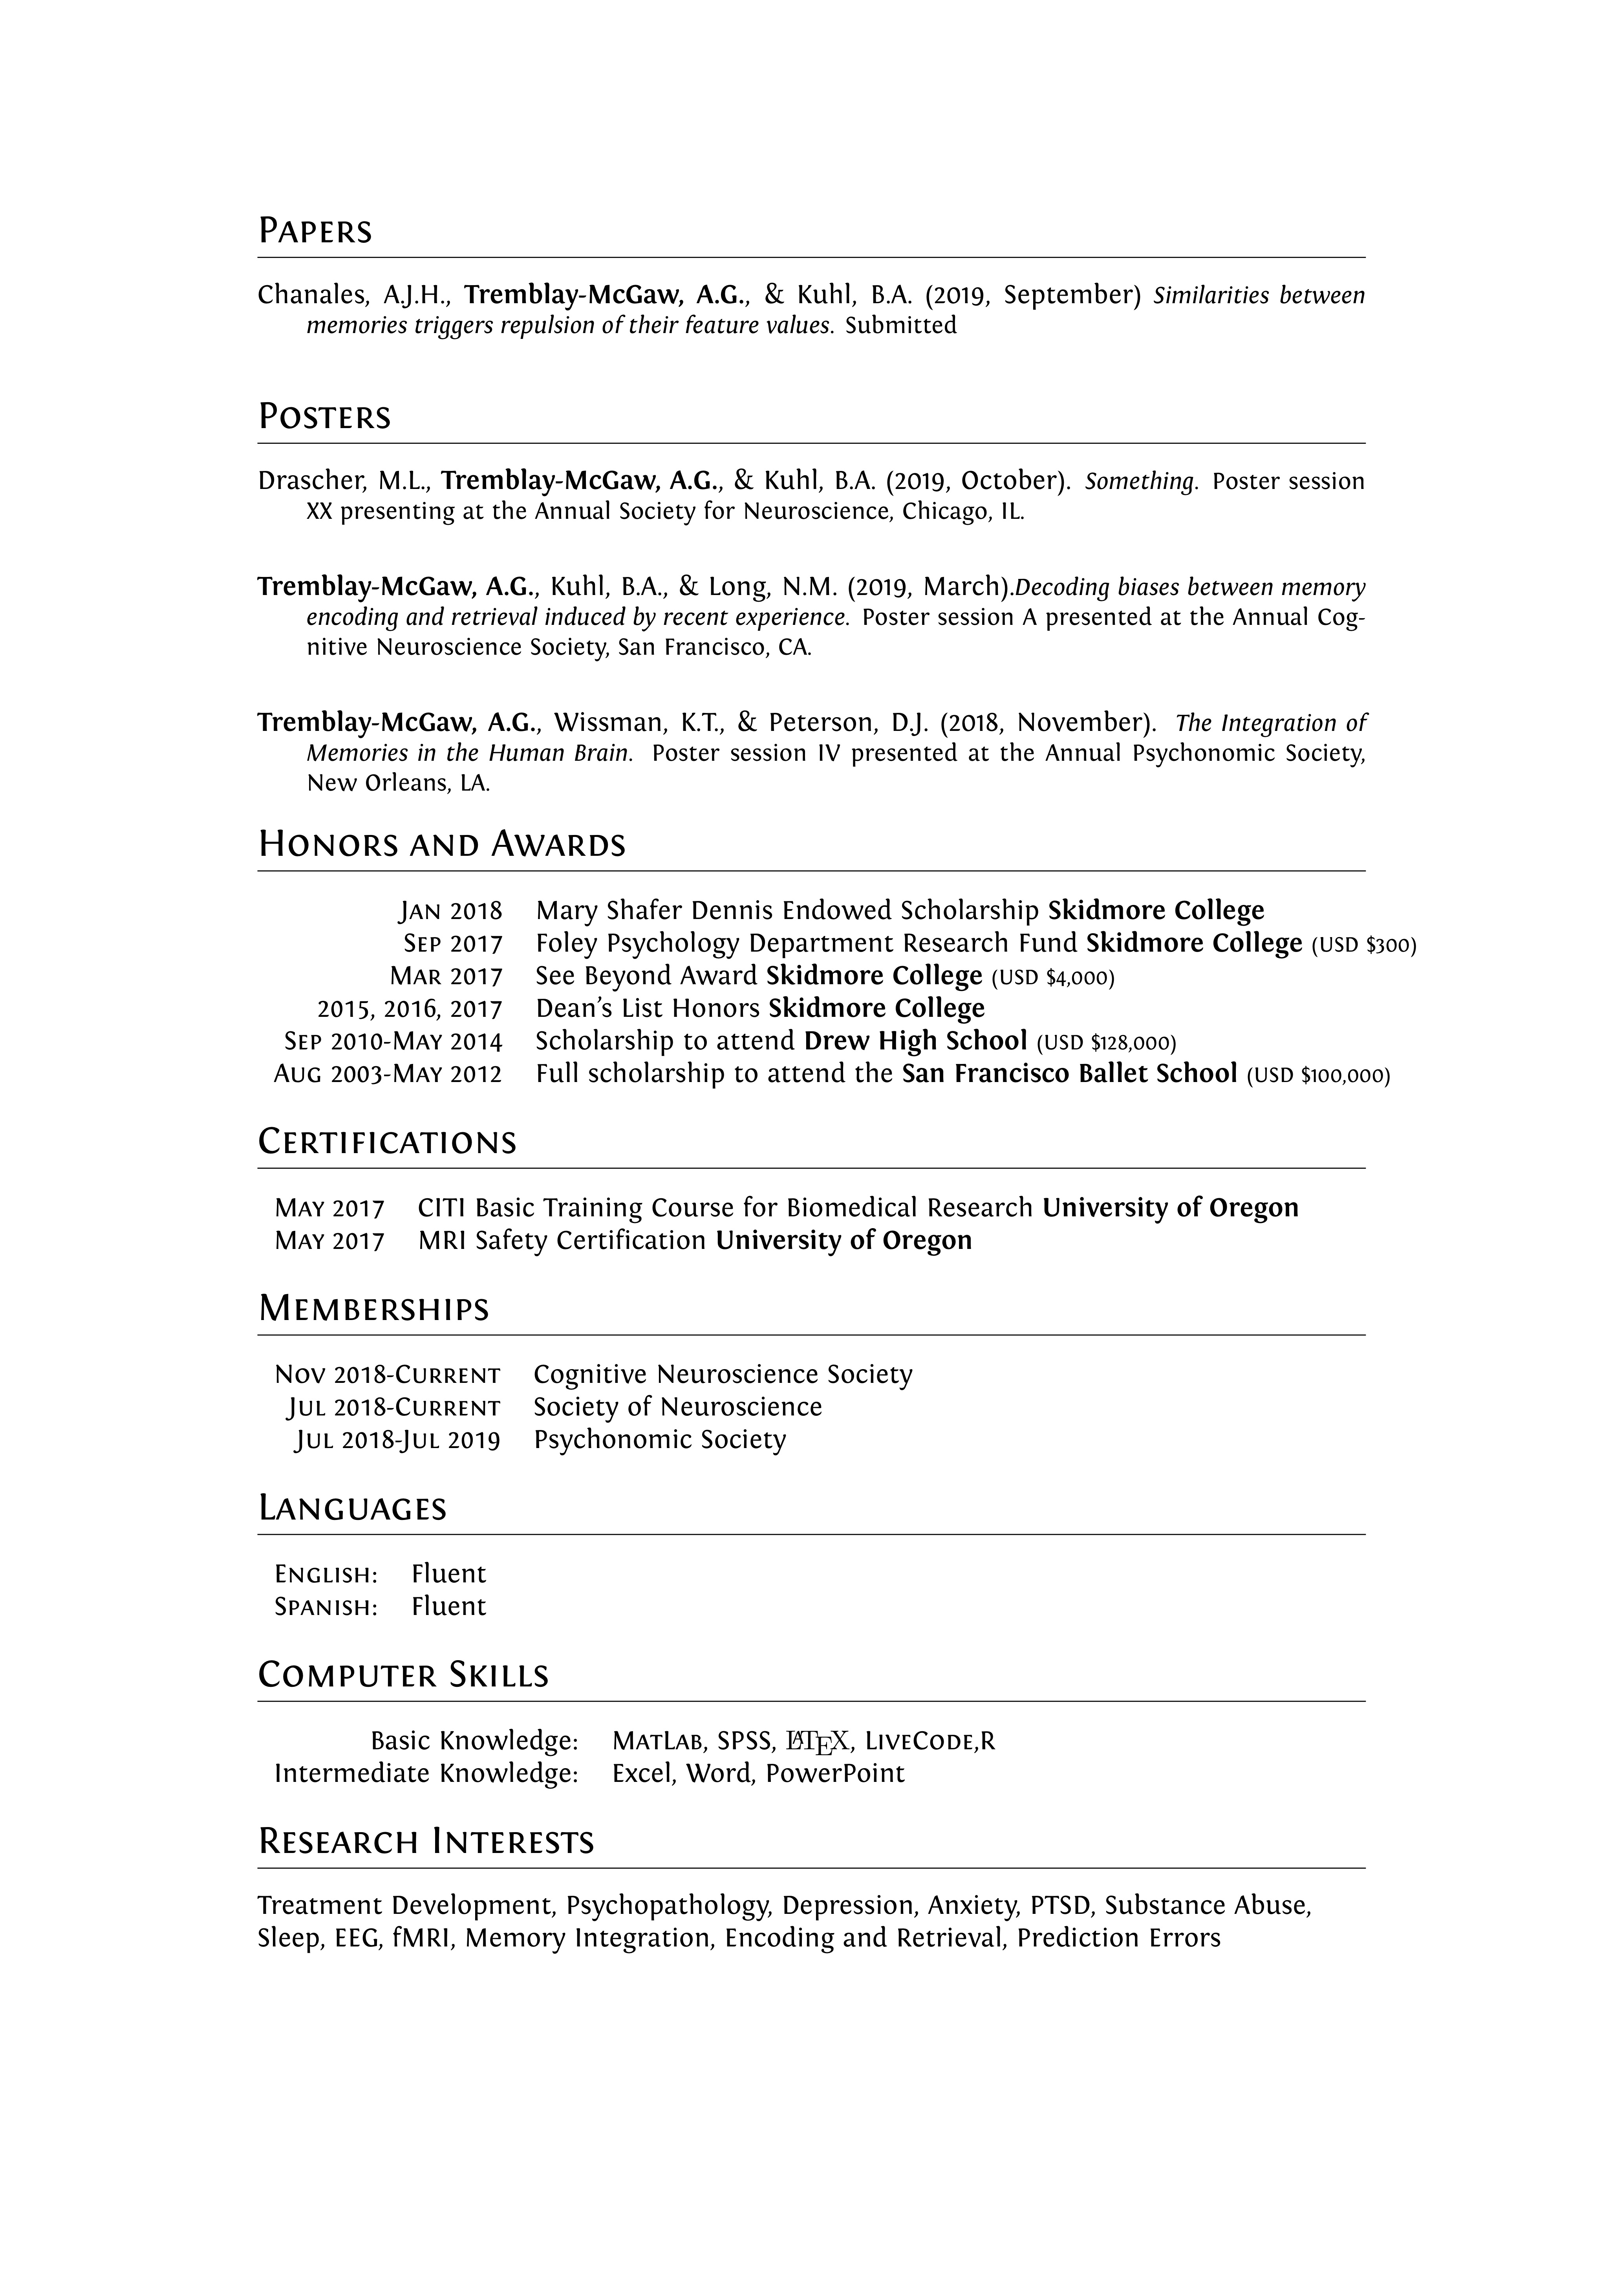 Papers
Chanales, A.J.H., Tremblay-McGaw, A.G., & Kuhl, B.A. (2019, September) Similarities between
memories triggers repulsion of their feature values. Submitted
Posters
Drascher, M.L., Tremblay-McGaw, A.G., & Kuhl, B.A. (2019, October). Something. Poster session
XX presenting at the Annual Society for Neuroscience, Chicago, IL.
Tremblay-McGaw, A.G., Kuhl, B.A., & Long, N.M. (2019, March).Decoding biases between memory
encoding and retrieval induced by recent experience. Poster session A presented at the Annual Cog-
nitive Neuroscience Society, San Francisco, CA.
Tremblay-McGaw, A.G., Wissman, K.T., & Peterson, D.J. (2018, November). The Integration of
Memories in the Human Brain. Poster session IV presented at the Annual Psychonomic Society,
New Orleans, LA.
Honors and Awards
Jan 2018 Mary Shafer Dennis Endowed Scholarship Skidmore College
Sep 2017 Foley Psychology Department Research Fund Skidmore College (USD $300)
Mar 2017 See Beyond Award Skidmore College (USD $4,000)
2015, 2016, 2017 Dean's List Honors Skidmore College
Sep 2010-May 2014 Scholarship to attend Drew High School (USD $128,000)
Aug 2003-May 2012 Full scholarship to attend the San Francisco Ballet School (USD $100,000)
Certifications
May 2017 CITI Basic Training Course for Biomedical Research University of Oregon
May 2017 MRI Safety Certification University of Oregon
Memberships
Nov 2018-Current Cognitive Neuroscience Society
Jul 2018-Current Society of Neuroscience
Jul 2018-Jul 2019 Psychonomic Society
Languages
English: Fluent
Spanish: Fluent
Computer Skills
Basic Knowledge: MatLab, SPSS, LATEX, LiveCode,R
Intermediate Knowledge: Excel, Word, PowerPoint
Research Interests
Treatment Development, Psychopathology, Depression, Anxiety, PTSD, Substance Abuse,
Sleep, EEG, fMRI, Memory Integration, Encoding and Retrieval, Prediction Errors